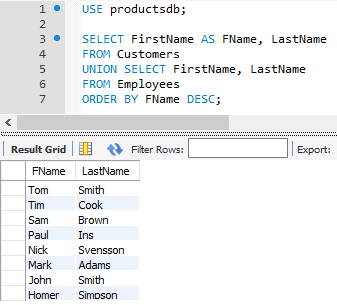 1 USE productsdb;
2
3 SELECT FirstName AS FName, LastName
4 FROM Customers
5 UNION SELECT FirstName, LastName
6 FROM Employees
7 ORDER BY FName DESC;
Result Grid Filter Rows: Export:
FName LastName
Tom Smith
Tim Cook
Sam Brown
Paul Ins
Nick Svensson
Mark Adams
John Smith
Homer Simpson